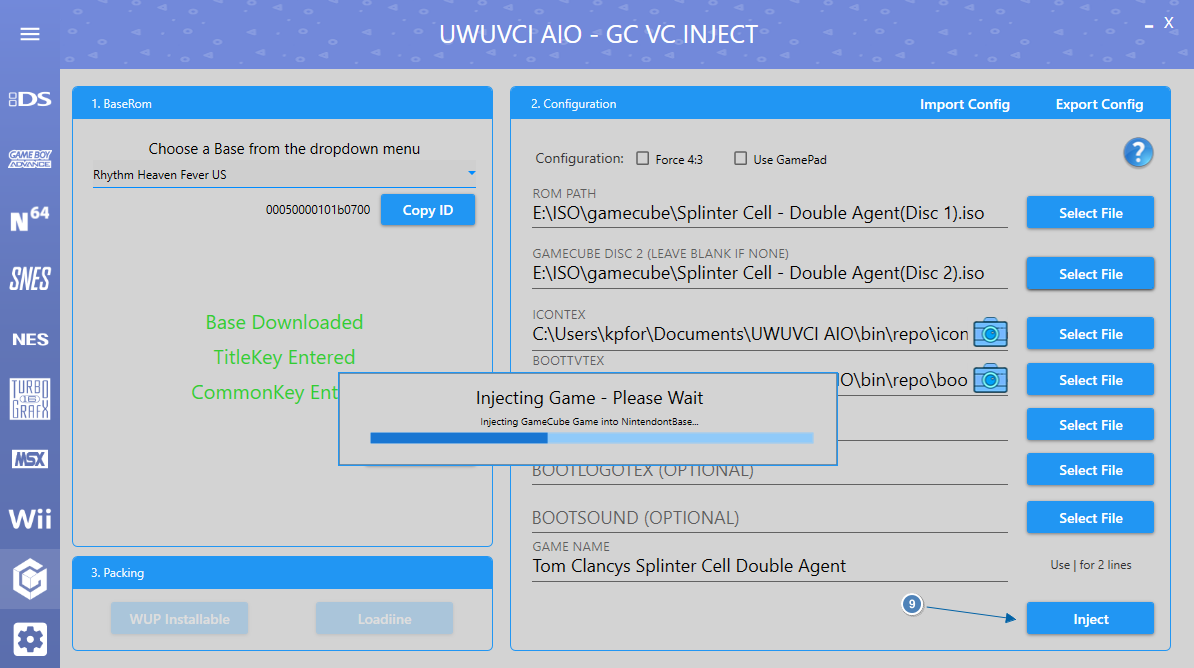 UWUVCI AIO - GC VC INJECT
X
DS
GAME BOY
ADVANCE
N64
SNES
NES
TURBO
GRAFX
MSX
Wii
1. BaseRom
Choose a Base from the dropdown menu
Rhythm Heaven Fever US
00050000101b0700
Copy ID
Base Downloaded
TitleKey Entered
CommonKey Ent
3. Packing
WUP Installable
Loadiine
2. Configuration
Import Config
Export Config
Configuration:
Force 4:3
Use GamePad
?
ROM PATH
E:\ISO\gamecube\Splinter Cell - Double Agent(Disc 1).iso
Select File
GAMECUBE DISC 2 (LEAVE BLANK IF NONE)
E:\ISO\gamecube\Splinter Cell - Double Agent(Disc 2).iso
Select File
ICONTEX
C:\Users\kpfor\Documents\UWUVCI AIO\bin\repo\icon
Select File
BOOTTVTEX
IO\bin\repo\boo
Select File
Select File
BOOTLOGOTEX (OPTIONAL)
Select File
BOOTSOUND (OPTIONAL)
Select File
GAME NAME
Tom Clancys Splinter Cell Double Agent
Use | for 2 lines
9
Inject
Injecting Game - Please Wait
Injecting GameCube Game into NintendontBase...